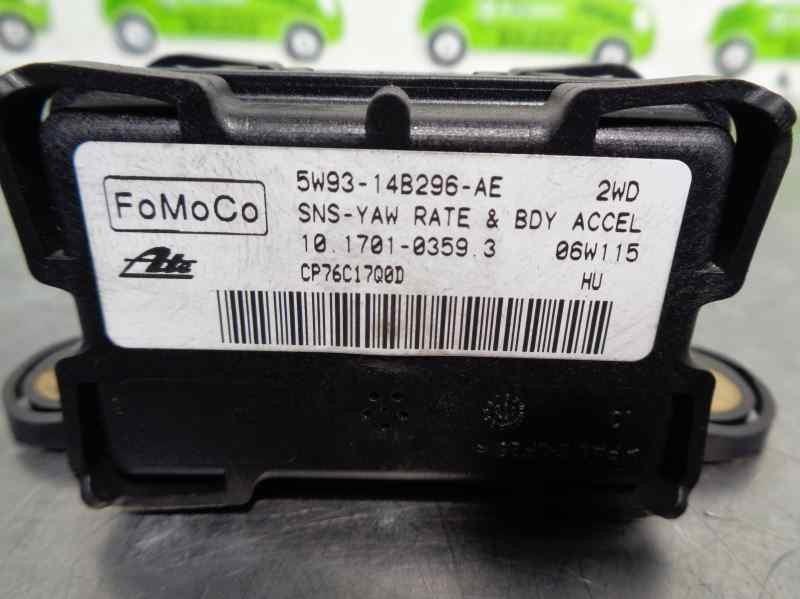 FoMoCo
Ate
5W93-14B296-AE 2WD
SNS-YAW RATE & BDY ACCEL
10.1701-0359.3 06W115
CP76C17Q0D HU